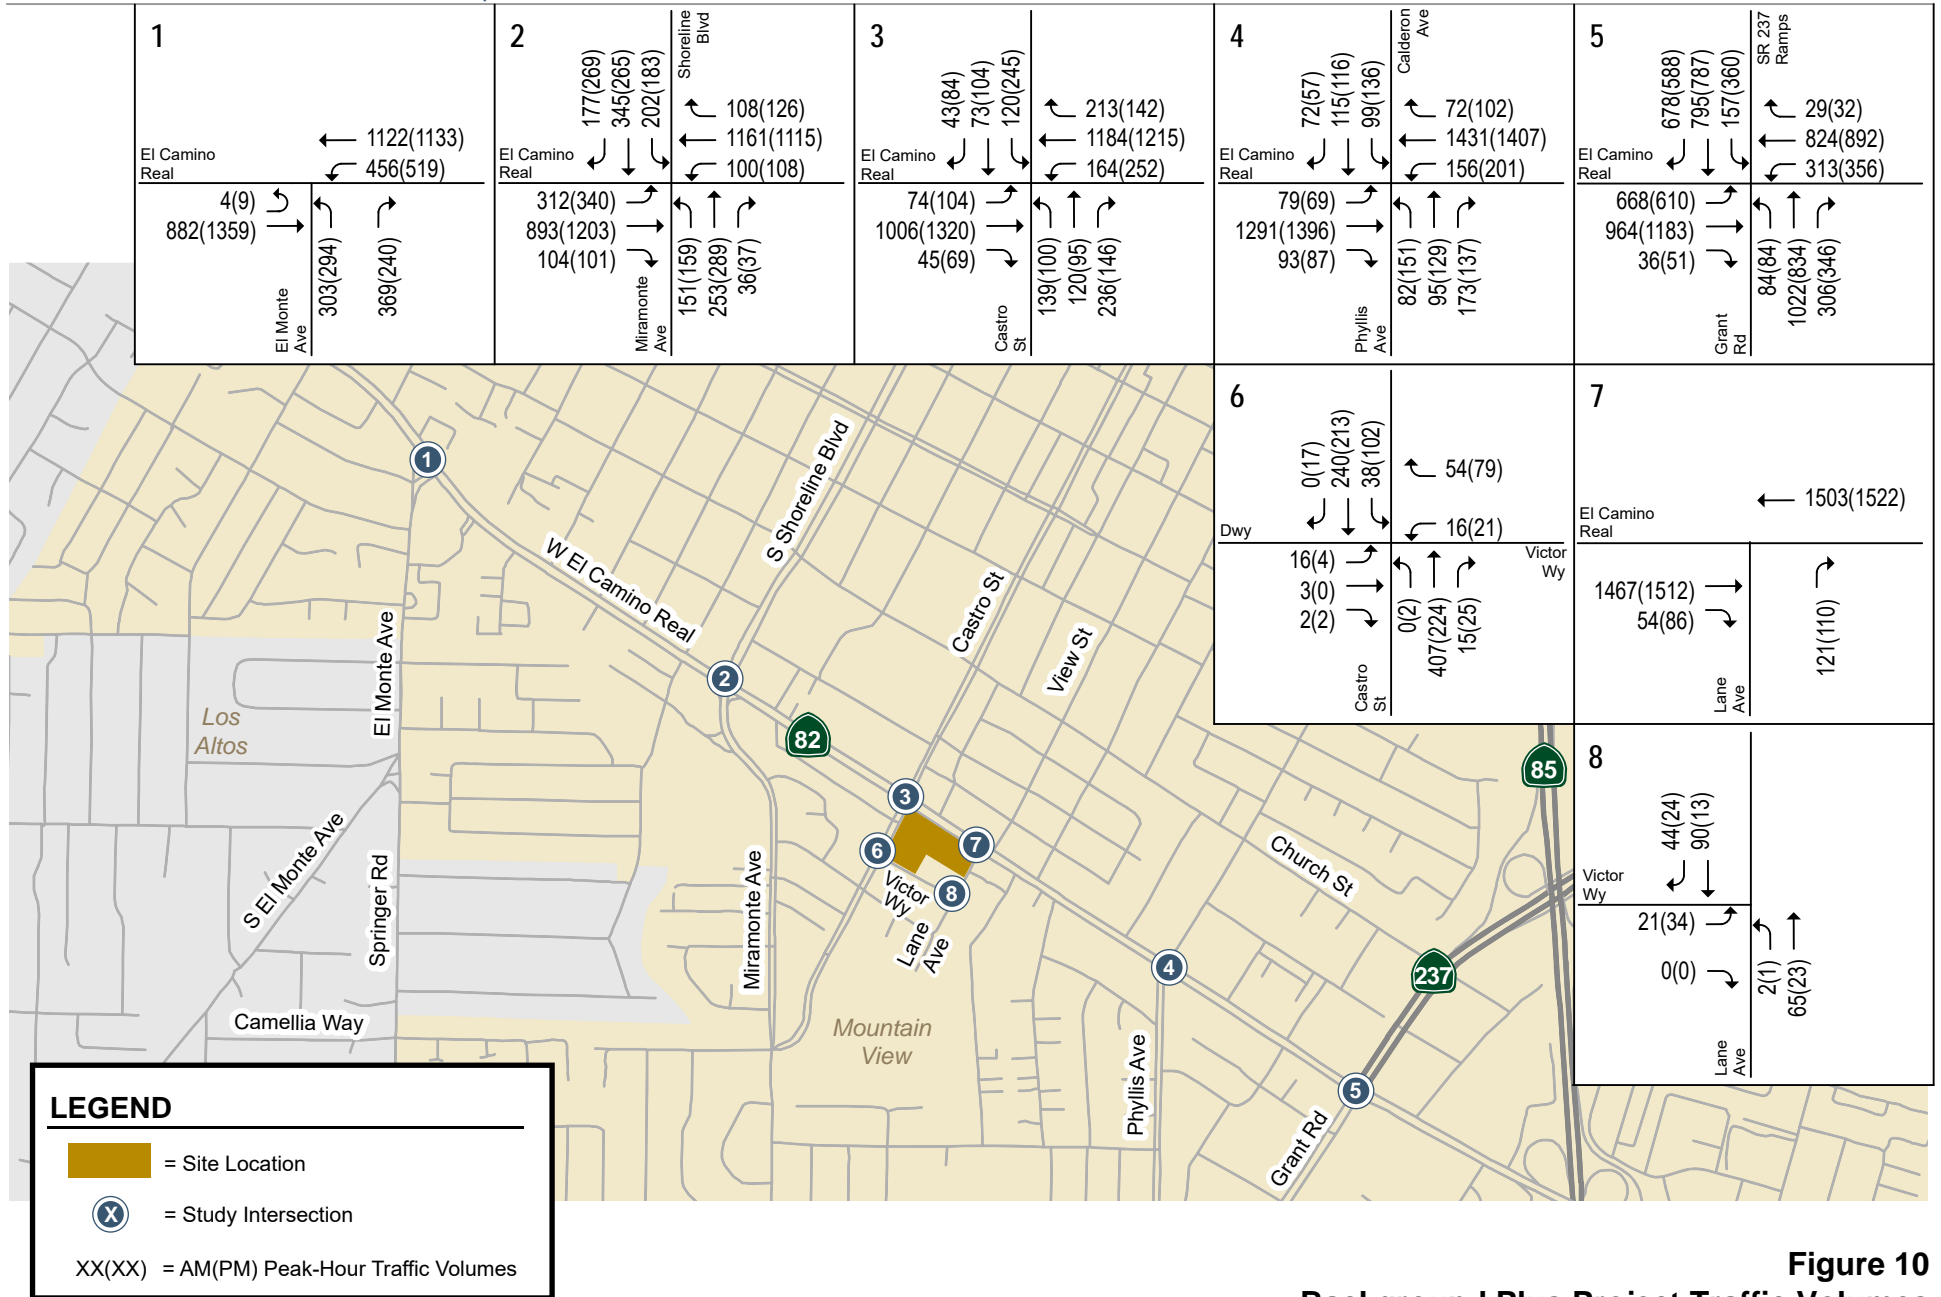 1
1122(1133)
456(519)
El Camino
Real
4(9)
882(1359)
303(294)
369(240)
El Monte
Ave
2
177(269)
345(265)
202(183)
Shoreline
Blvd
108(126)
1161(1115)
100(108)
El Camino
Real
312(340)
893(1203)
104(101)
151(159)
253(289)
36(37)
Miramonte
Ave
3
43(84)
73(104)
120(245)
213(142)
1184(1215)
164(252)
El Camino
Real
74(104)
1006(1320)
45(69)
139(100)
120(95)
236(146)
Castro
St
4
72(57)
115(116)
99(136)
Calderon
Ave
72(102)
1431(1407)
156(201)
El Camino
Real
79(69)
1291(1396)
93(87)
82(151)
95(129)
173(137)
Phyllis
Ave
5
678(588)
795(787)
157(360)
SR 237
Ramps
29(32)
824(892)
313(356)
El Camino
Real
668(610)
964(1183)
36(51)
84(84)
1022(834)
306(346)
Grant
Rd
6
0(17)
240(213)
38(102)
54(79)
16(21)
Dwy
Victor
Wy
16(4)
3(0)
2(2)
0(2)
407(224)
15(25)
Castro
St
7
1503(1522)
El Camino
Real
1467(1512)
54(86)
121(110)
Lane
Ave
8
44(24)
90(13)
Victor
Wy
21(34)
0(0)
2(1)
65(23)
Lane
Ave
1
W El Camino Real
S Shoreline Blvd
Castro St
View St
El Monte Ave
2
82
Los
Altos
3
6
7
8
Victor
Wy
Lane
Ave
Church St
85
237
S El Monte Ave
Springer Rd
Miramonte Ave
4
Camellia Way
Mountain
View
Phyllis Ave
5
Grant Rd
LEGEND
= Site Location
X
= Study Intersection
XX(XX) = AM(PM) Peak-Hour Traffic Volumes
Figure 10
Background Plus Project Traffic Volumes